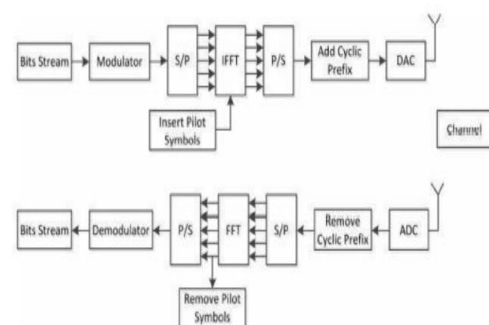 Bits Stream
Modulator
S/P
IFFT
P/S
Add Cyclic
Prefix
DAC
Insert Pilot
Symbols
Channel
Bits Stream
Demodulator
P/S
FFT
S/P
Remove
Cyclic Prefix
ADC
Remove Pilot
Symbols